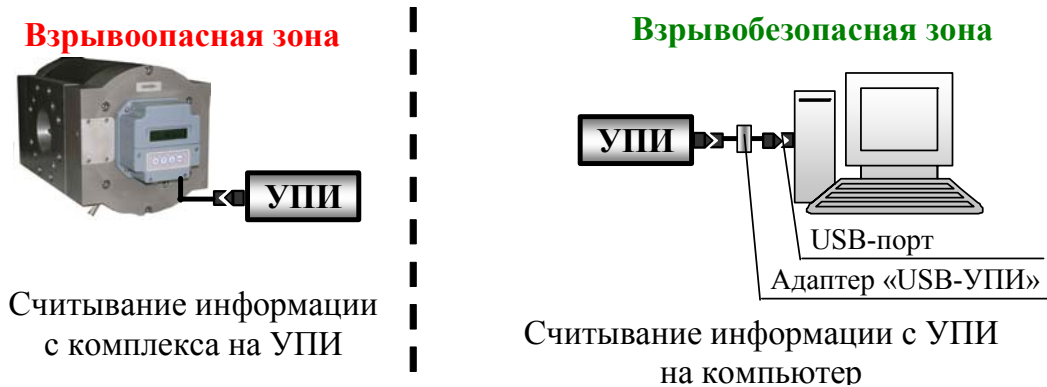 Взрывоопасная зона
УПИ
Считывание информации
с комплекса на УПИ
Взрывобезопасная зона
УПИ
USB-порт
Адаптер «USB-УПИ»
Считывание информации с УПИ
на компьютер